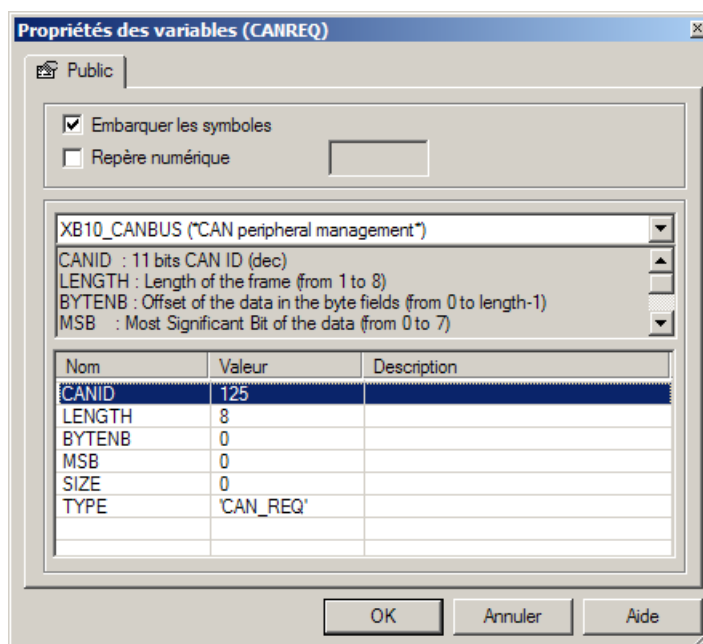 Propriétés des variables (CANREQ)
Public
Embarquer les symboles
Repère numérique
XB10_CANBUS (*CAN peripheral management*)
CANID : 11 bits CAN ID (dec)
LENGTH : Length of the frame (from 1 to 8)
BYTENB : Offset of the data in the byte fields (from 0 to length-1)
MSB : Most Significant Bit of the data (from 0 to 7)
Nom Valeur Description
CANID 125
LENGTH 8
BYTENB 0
MSB 0
SIZE 0
TYPE 'CAN_REQ'
OK Annuler Aide